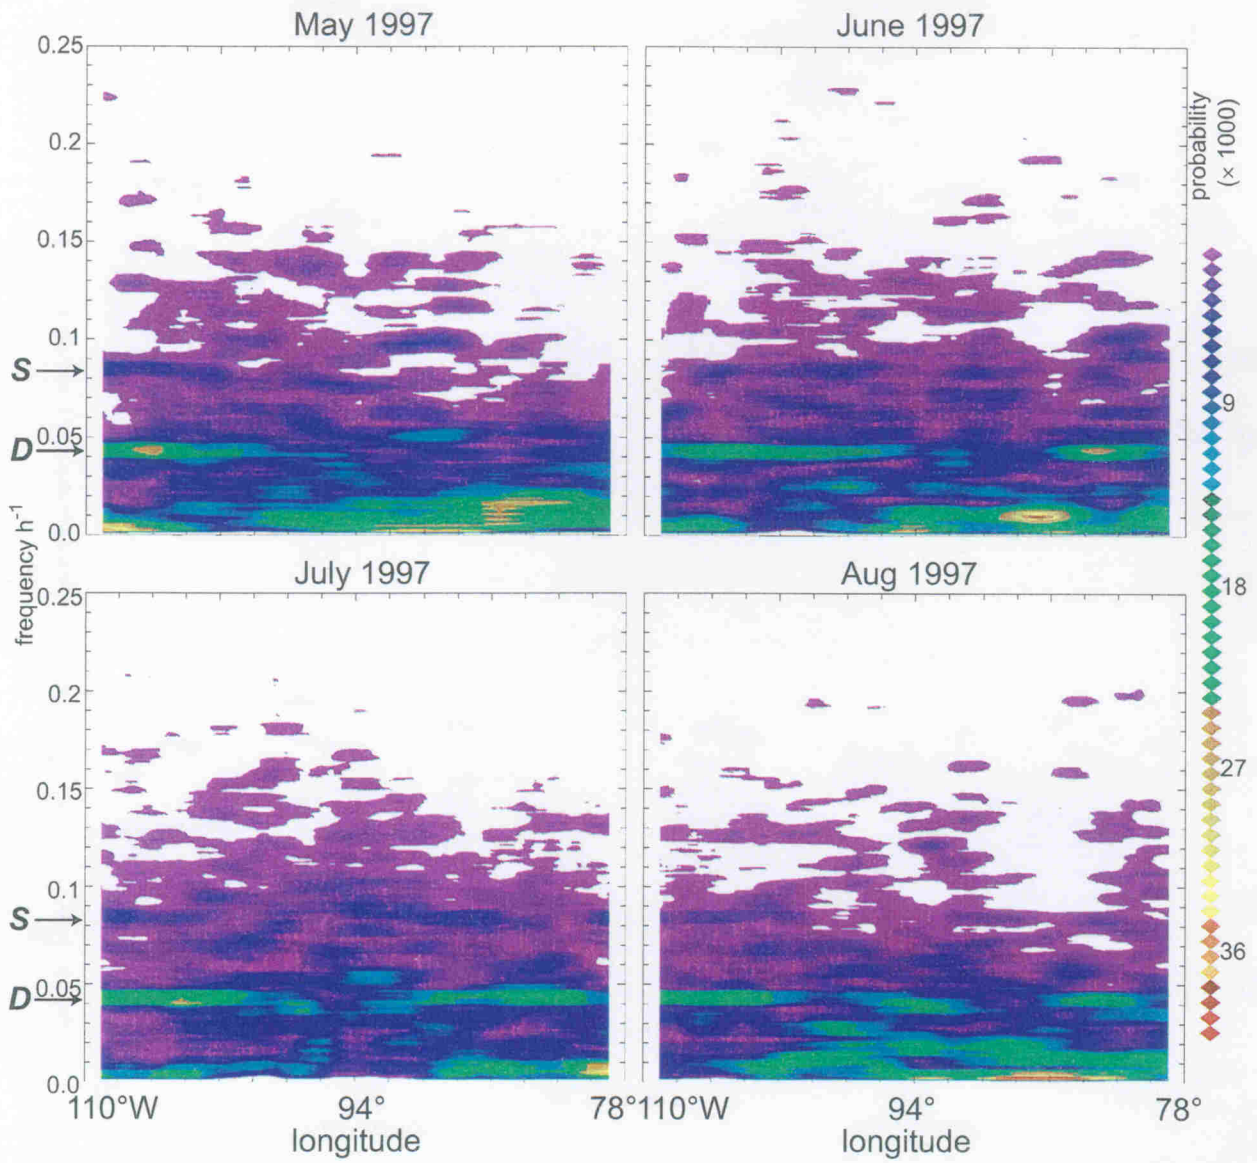 May 1997
June 1997
0.25
0.2
0.15
0.1
S
0.05
D
0.0
frequency h⁻¹
probability
(× 1000)
9
18
27
36
July 1997
Aug 1997
0.25
0.2
0.15
0.1
S
0.05
D
0.0
110°W
94°
78°
110°W
94°
78°
longitude
longitude